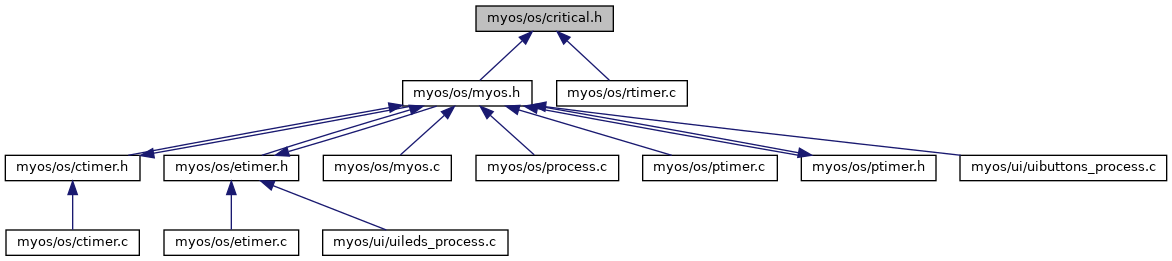 myos/os/critical.h
myos/os/myos.h
myos/os/rtimer.c
myos/os/ctimer.h
myos/os/etimer.h
myos/os/myos.c
myos/os/process.c
myos/os/ptimer.c
myos/os/ptimer.h
myos/ui/uibuttons_process.c
myos/os/ctimer.c
myos/os/etimer.c
myos/ui/uileds_process.c